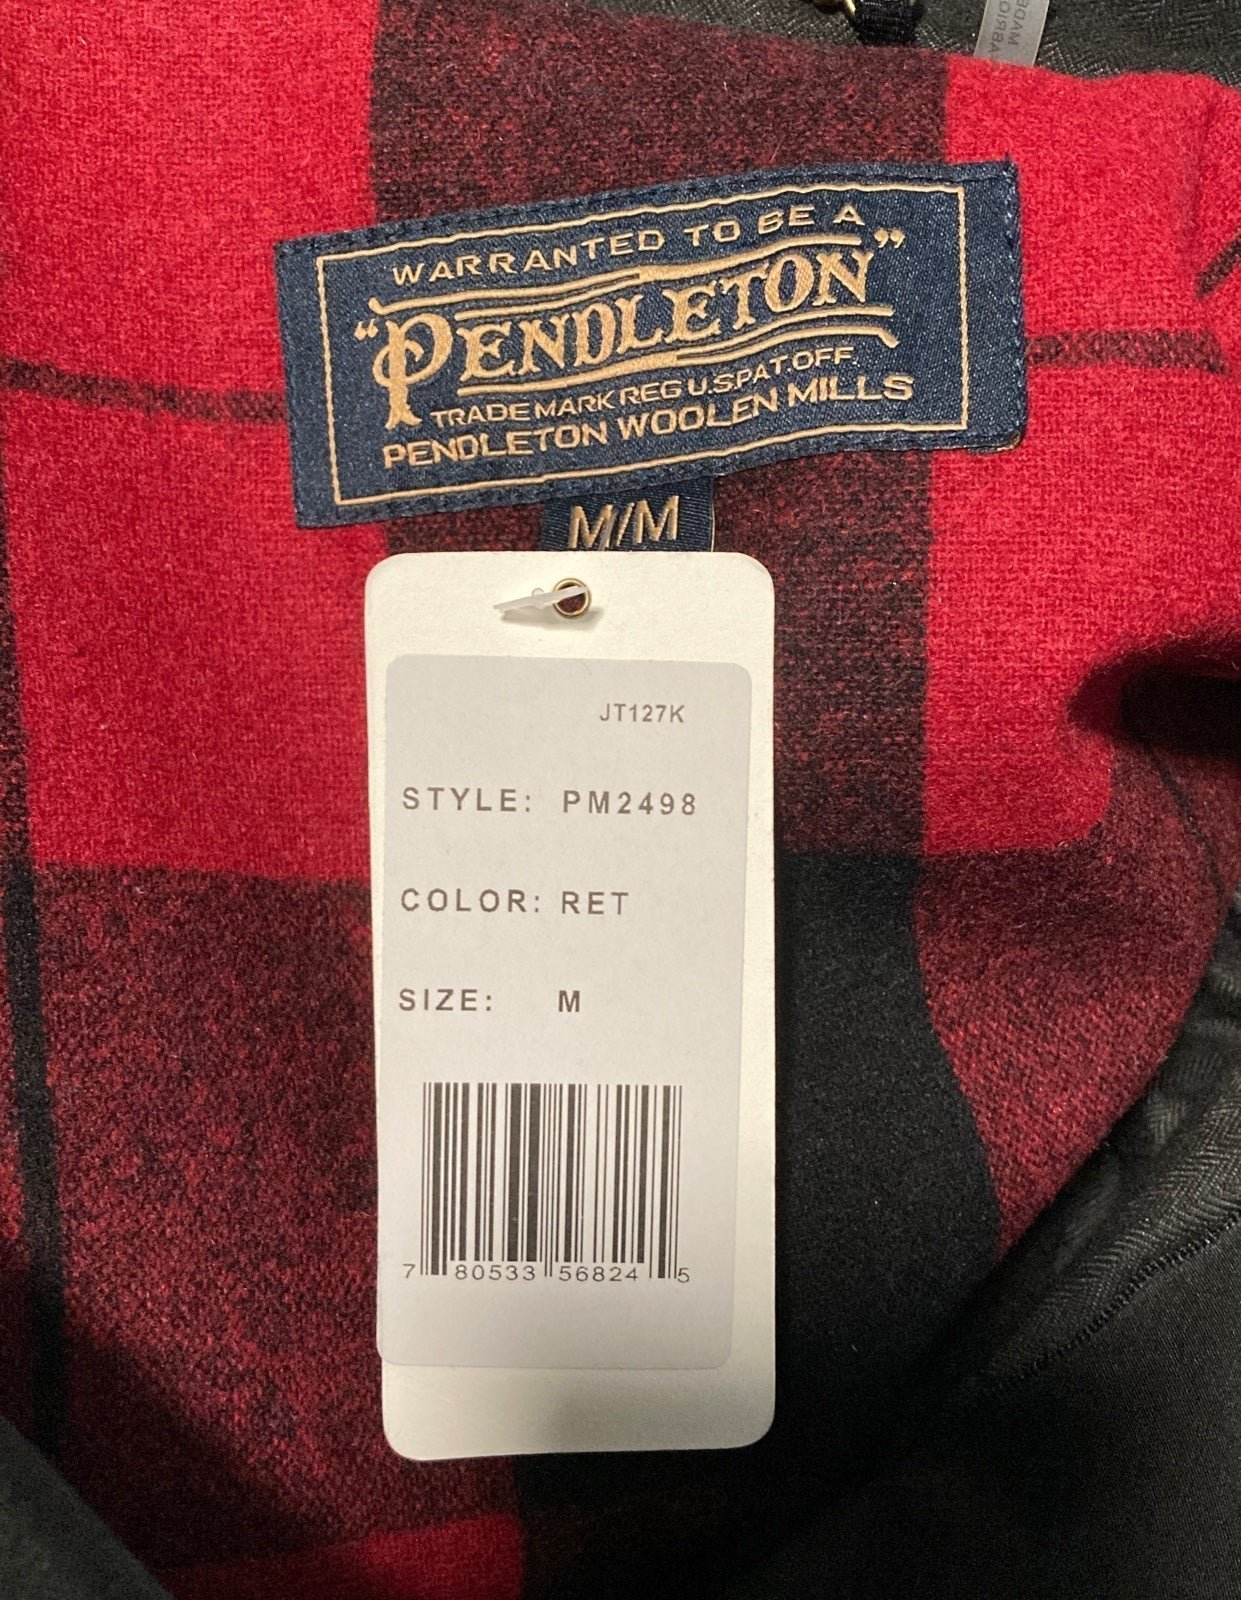 WARRANTED TO BE A
"PENDLETON"
TRADE MARK REG U.S.PAT OFF.
PENDLETON WOOLEN MILLS
M/M
JT127K
STYLE: PM2498
COLOR: RET
SIZE: M
7 80533 56824 5